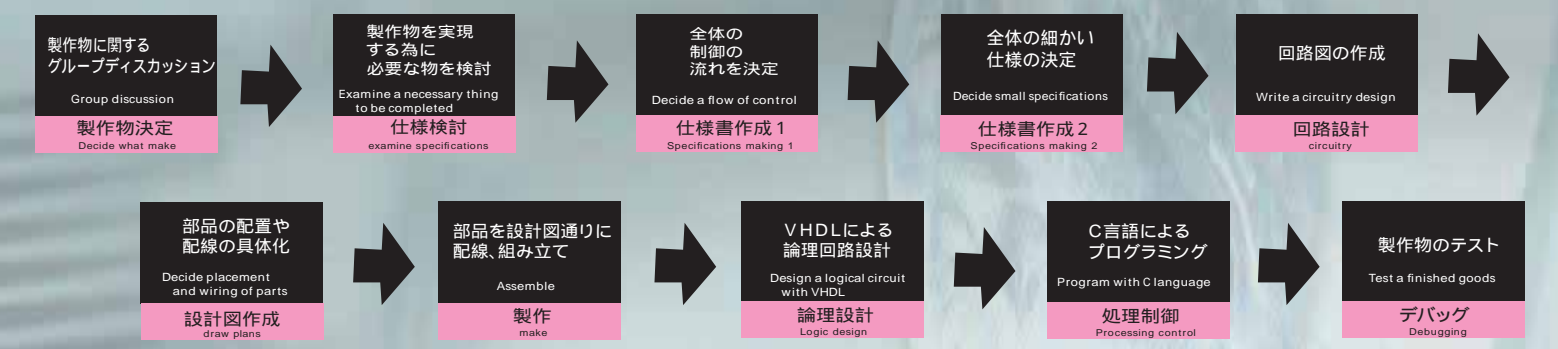 製作物に関する
グループディスカッション
Group discussion
製作物決定
Decide what make
製作物を実現
する為に
必要な物を検討
Examine a necessary thing
to be completed
仕様検討
examine specifications
全体の
制御の
流れを決定
Decide a flow of control
仕様書作成1
Specifications making 1
全体の細かい
仕様の決定
Decide small specifications
仕様書作成2
Specifications making 2
回路図の作成
Write a circuitry design
回路設計
circuitry
部品の配置や
配線の具体化
Decide placement
and wiring of parts
設計図作成
draw plans
部品を設計図通りに
配線、組み立て
Assemble
製作
make
VHDLによる
論理回路設計
Design a logical circuit
with VHDL
論理設計
Logic design
C言語による
プログラミング
Program with C language
処理制御
Processing control
製作物のテスト
Test a finished goods
デバッグ
Debugging